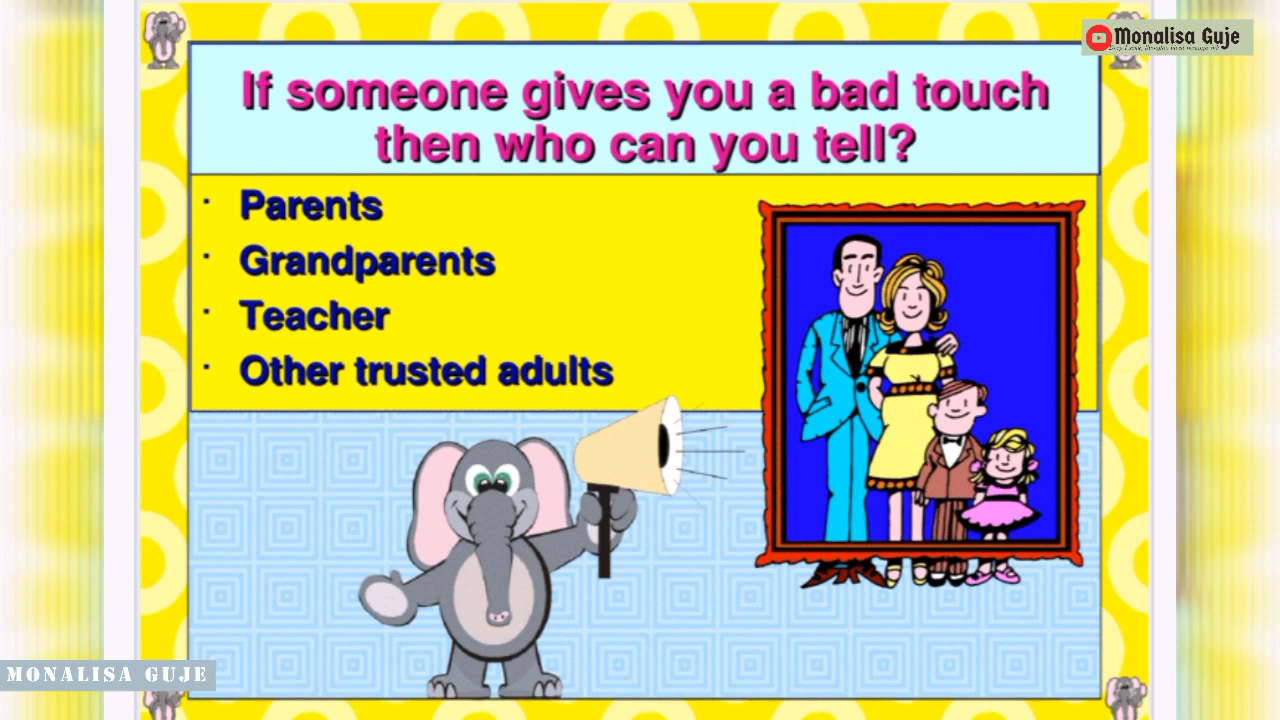 Monalisa Guje
If someone gives you a bad touch
then who can you tell?
· Parents
· Grandparents
· Teacher
· Other trusted adults
MONALISA GUJE